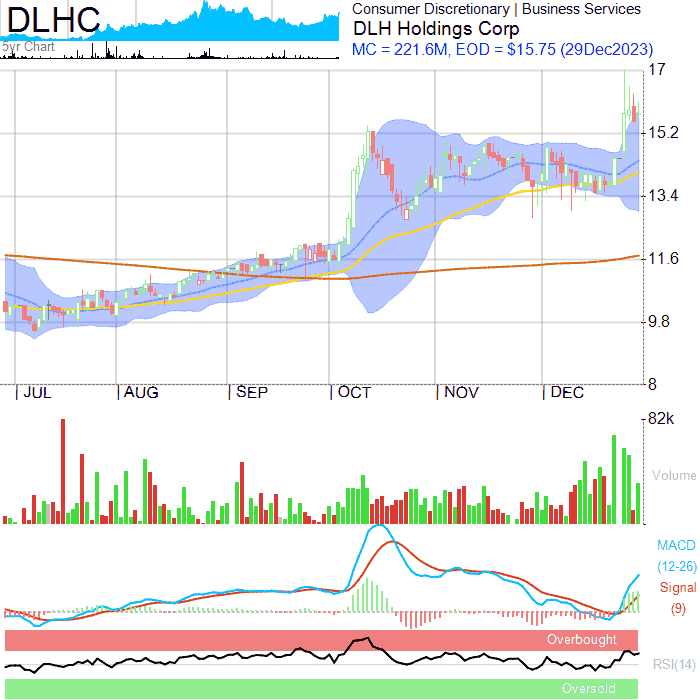 DLHC
5yr Chart
Consumer Discretionary | Business Services
DLH Holdings Corp
MC = 221.6M, EOD = $15.75 (29Dec2023)
17
15.2
13.4
11.6
9.8
8
JUL
AUG
SEP
OCT
NOV
DEC
82k
Volume
MACD
(12-26)
Signal
(9)
Overbought
RSI(14)
Oversold